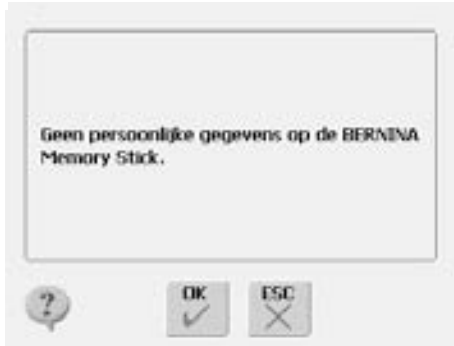 Geen persoonlijke gegevens op de BERNINA
Memory Stick.
? OK ESC